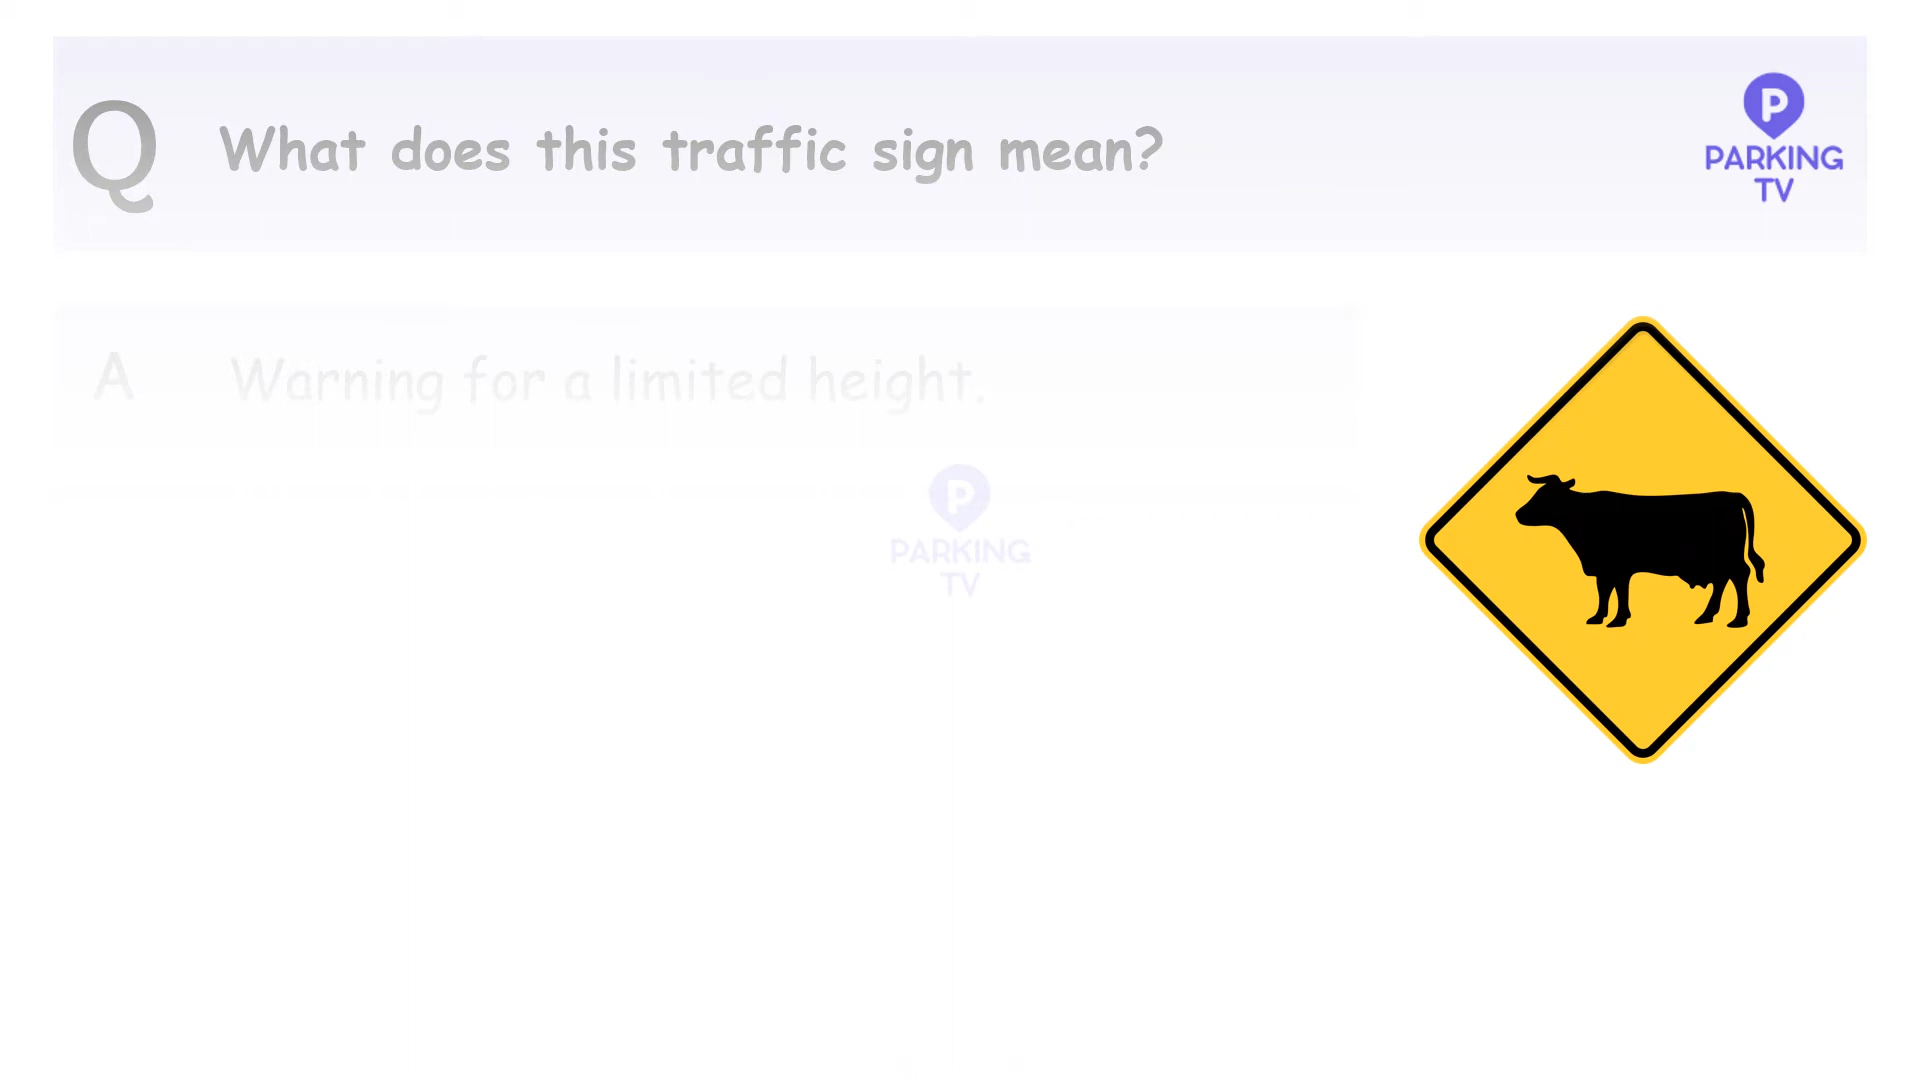 Q What does this traffic sign mean?
P
PARKING
TV
A Warning for a limited height.
P
PARKING
TV